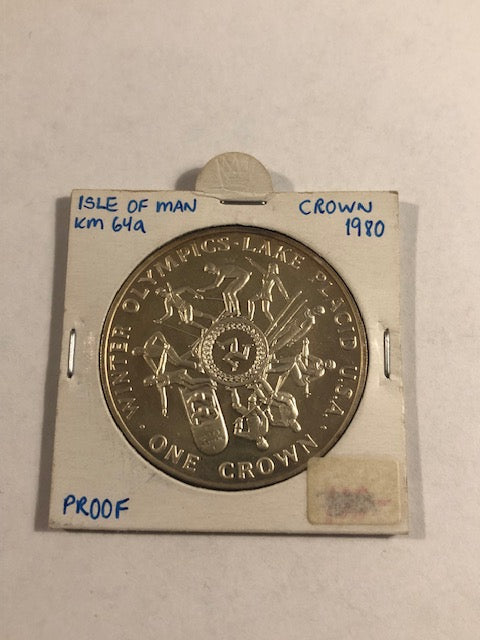 ISLE OF MAN CROWN
KM 64a 1980
WINTER OLYMPICS-LAKE PLACID U.S.A.
ONE CROWN
PROOF